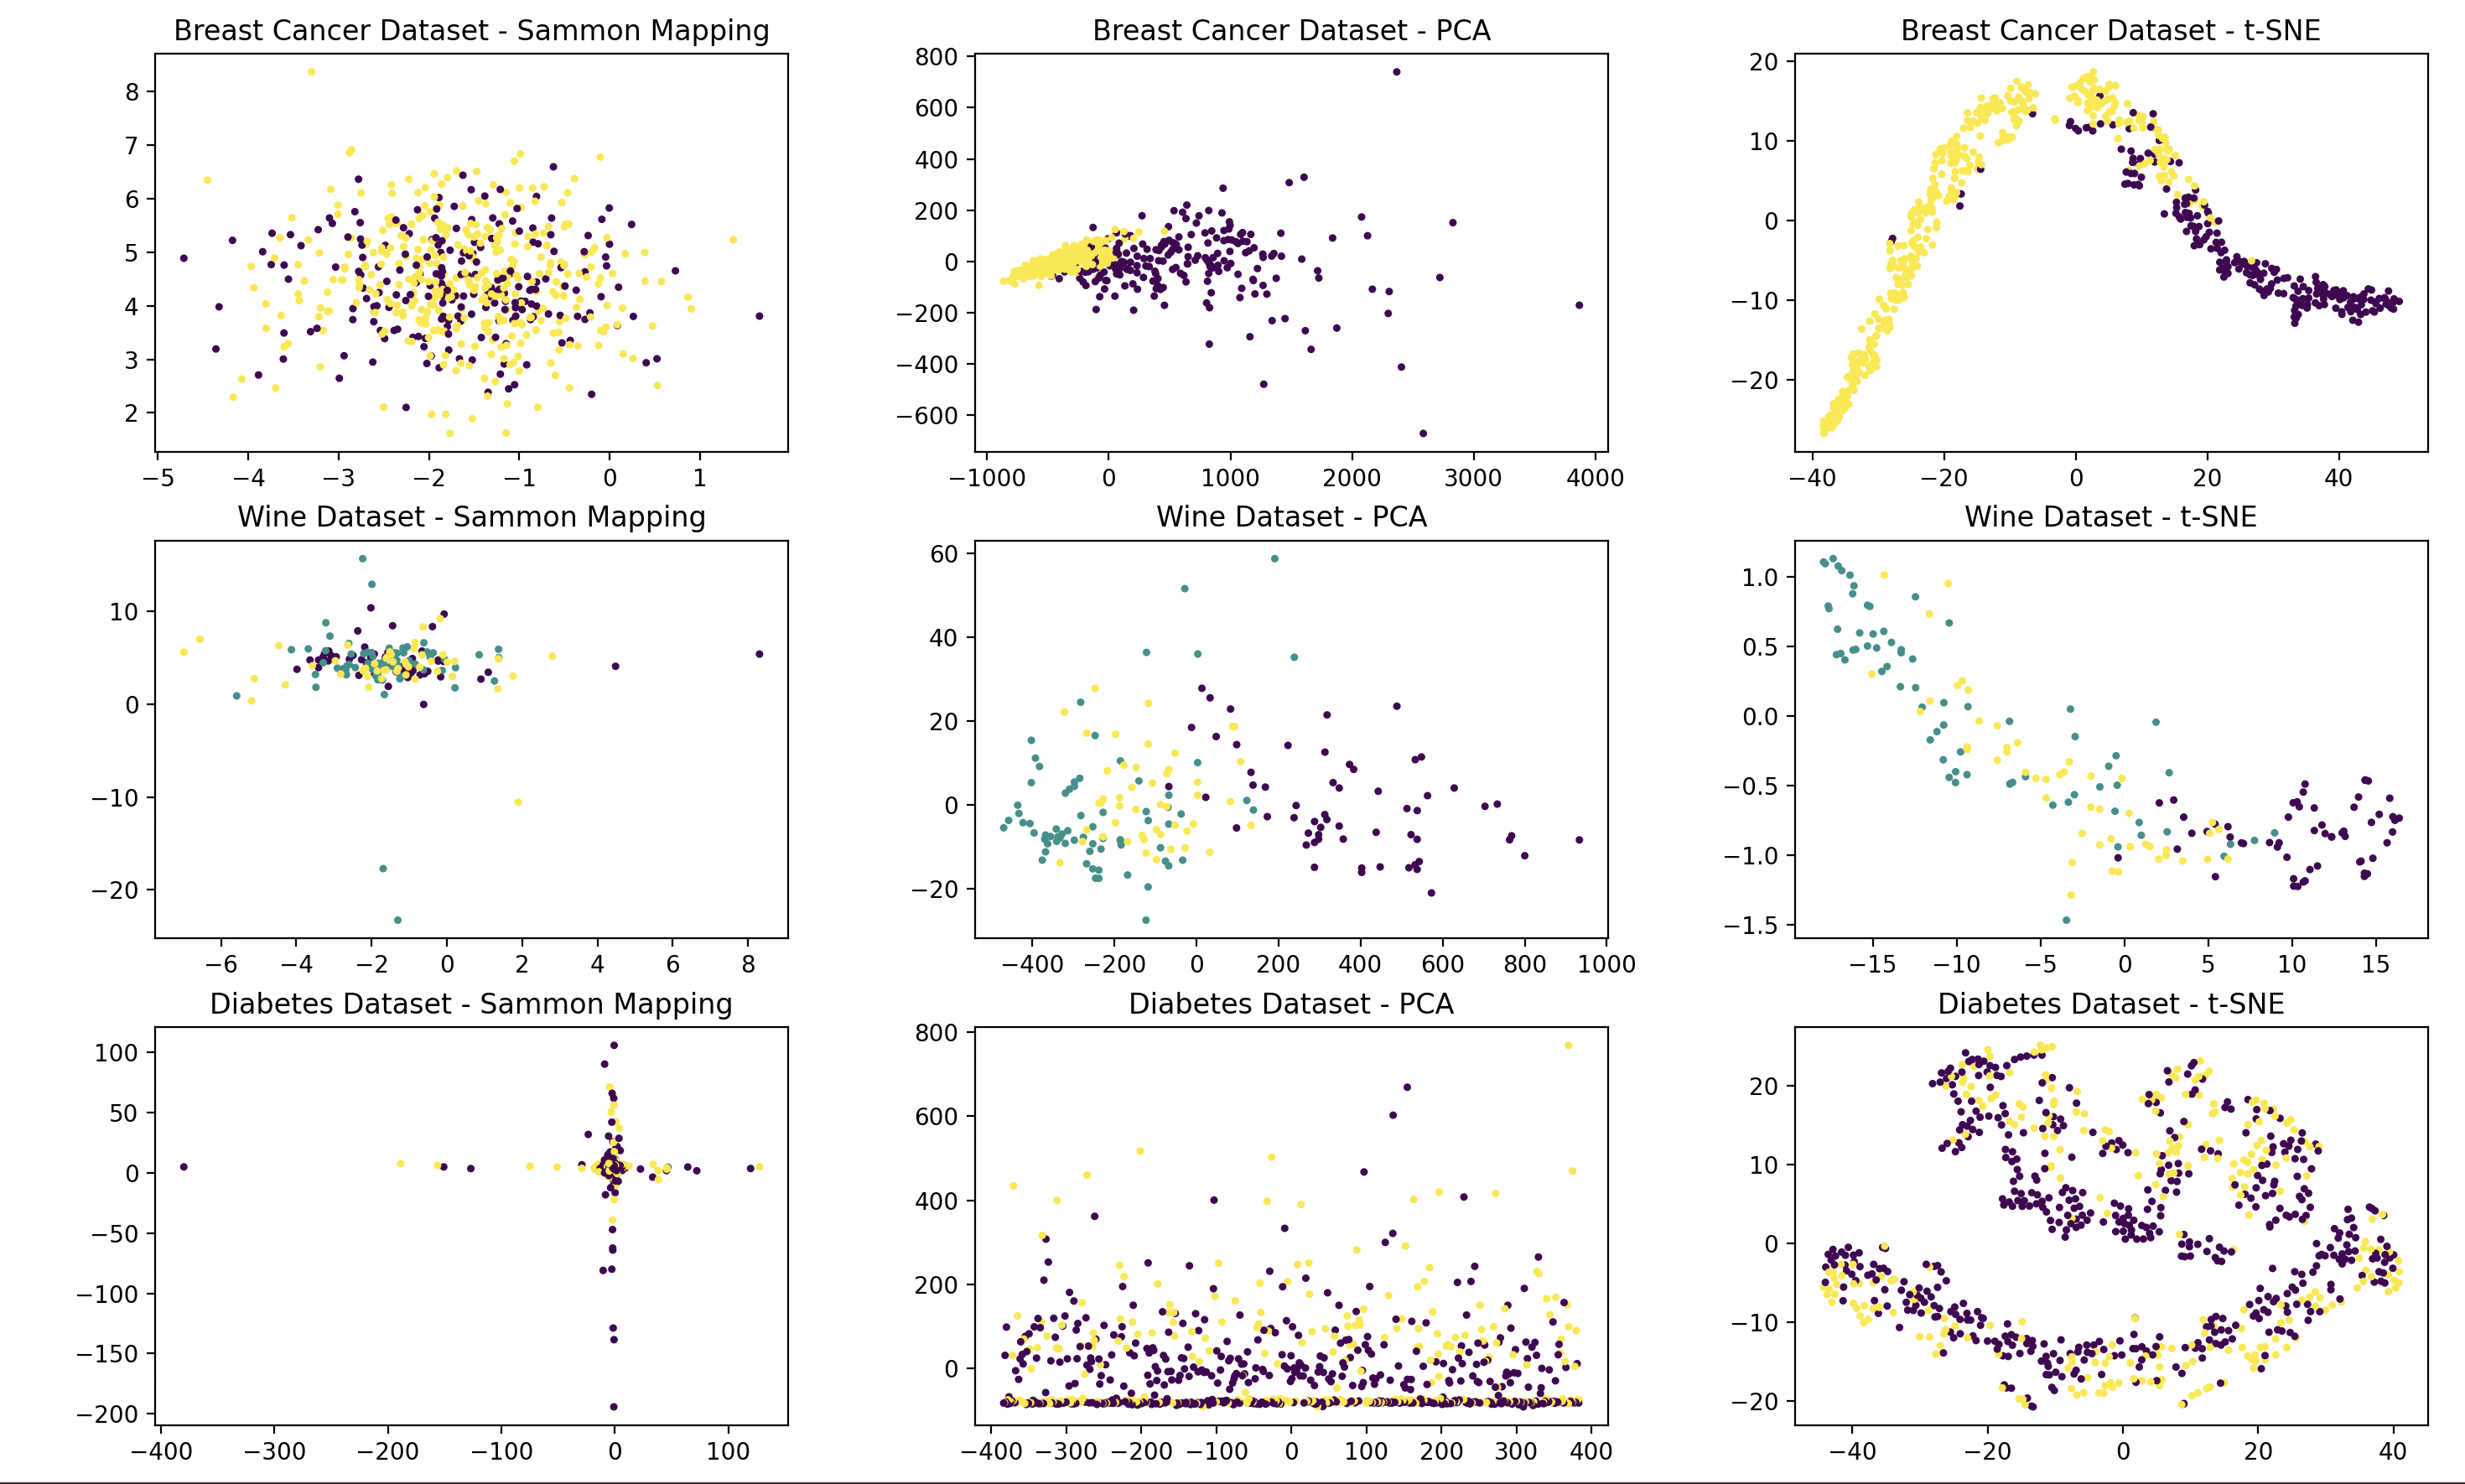 Breast Cancer Dataset - Sammon Mapping
8
7
6
5
4
3
2
−5 −4 −3 −2 −1 0 1
Breast Cancer Dataset - PCA
800
600
400
200
0
−200
−400
−600
−1000 0 1000 2000 3000 4000
Breast Cancer Dataset - t-SNE
20
10
0
−10
−20
−40 −20 0 20 40
Wine Dataset - Sammon Mapping
10
0
−10
−20
−6 −4 −2 0 2 4 6 8
Wine Dataset - PCA
60
40
20
0
−20
−400 −200 0 200 400 600 800 1000
Wine Dataset - t-SNE
1.0
0.5
0.0
−0.5
−1.0
−1.5
−15 −10 −5 0 5 10 15
Diabetes Dataset - Sammon Mapping
100
50
0
−50
−100
−150
−200
−400 −300 −200 −100 0 100
Diabetes Dataset - PCA
800
600
400
200
0
−400 −300 −200 −100 0 100 200 300 400
Diabetes Dataset - t-SNE
20
10
0
−10
−20
−40 −20 0 20 40